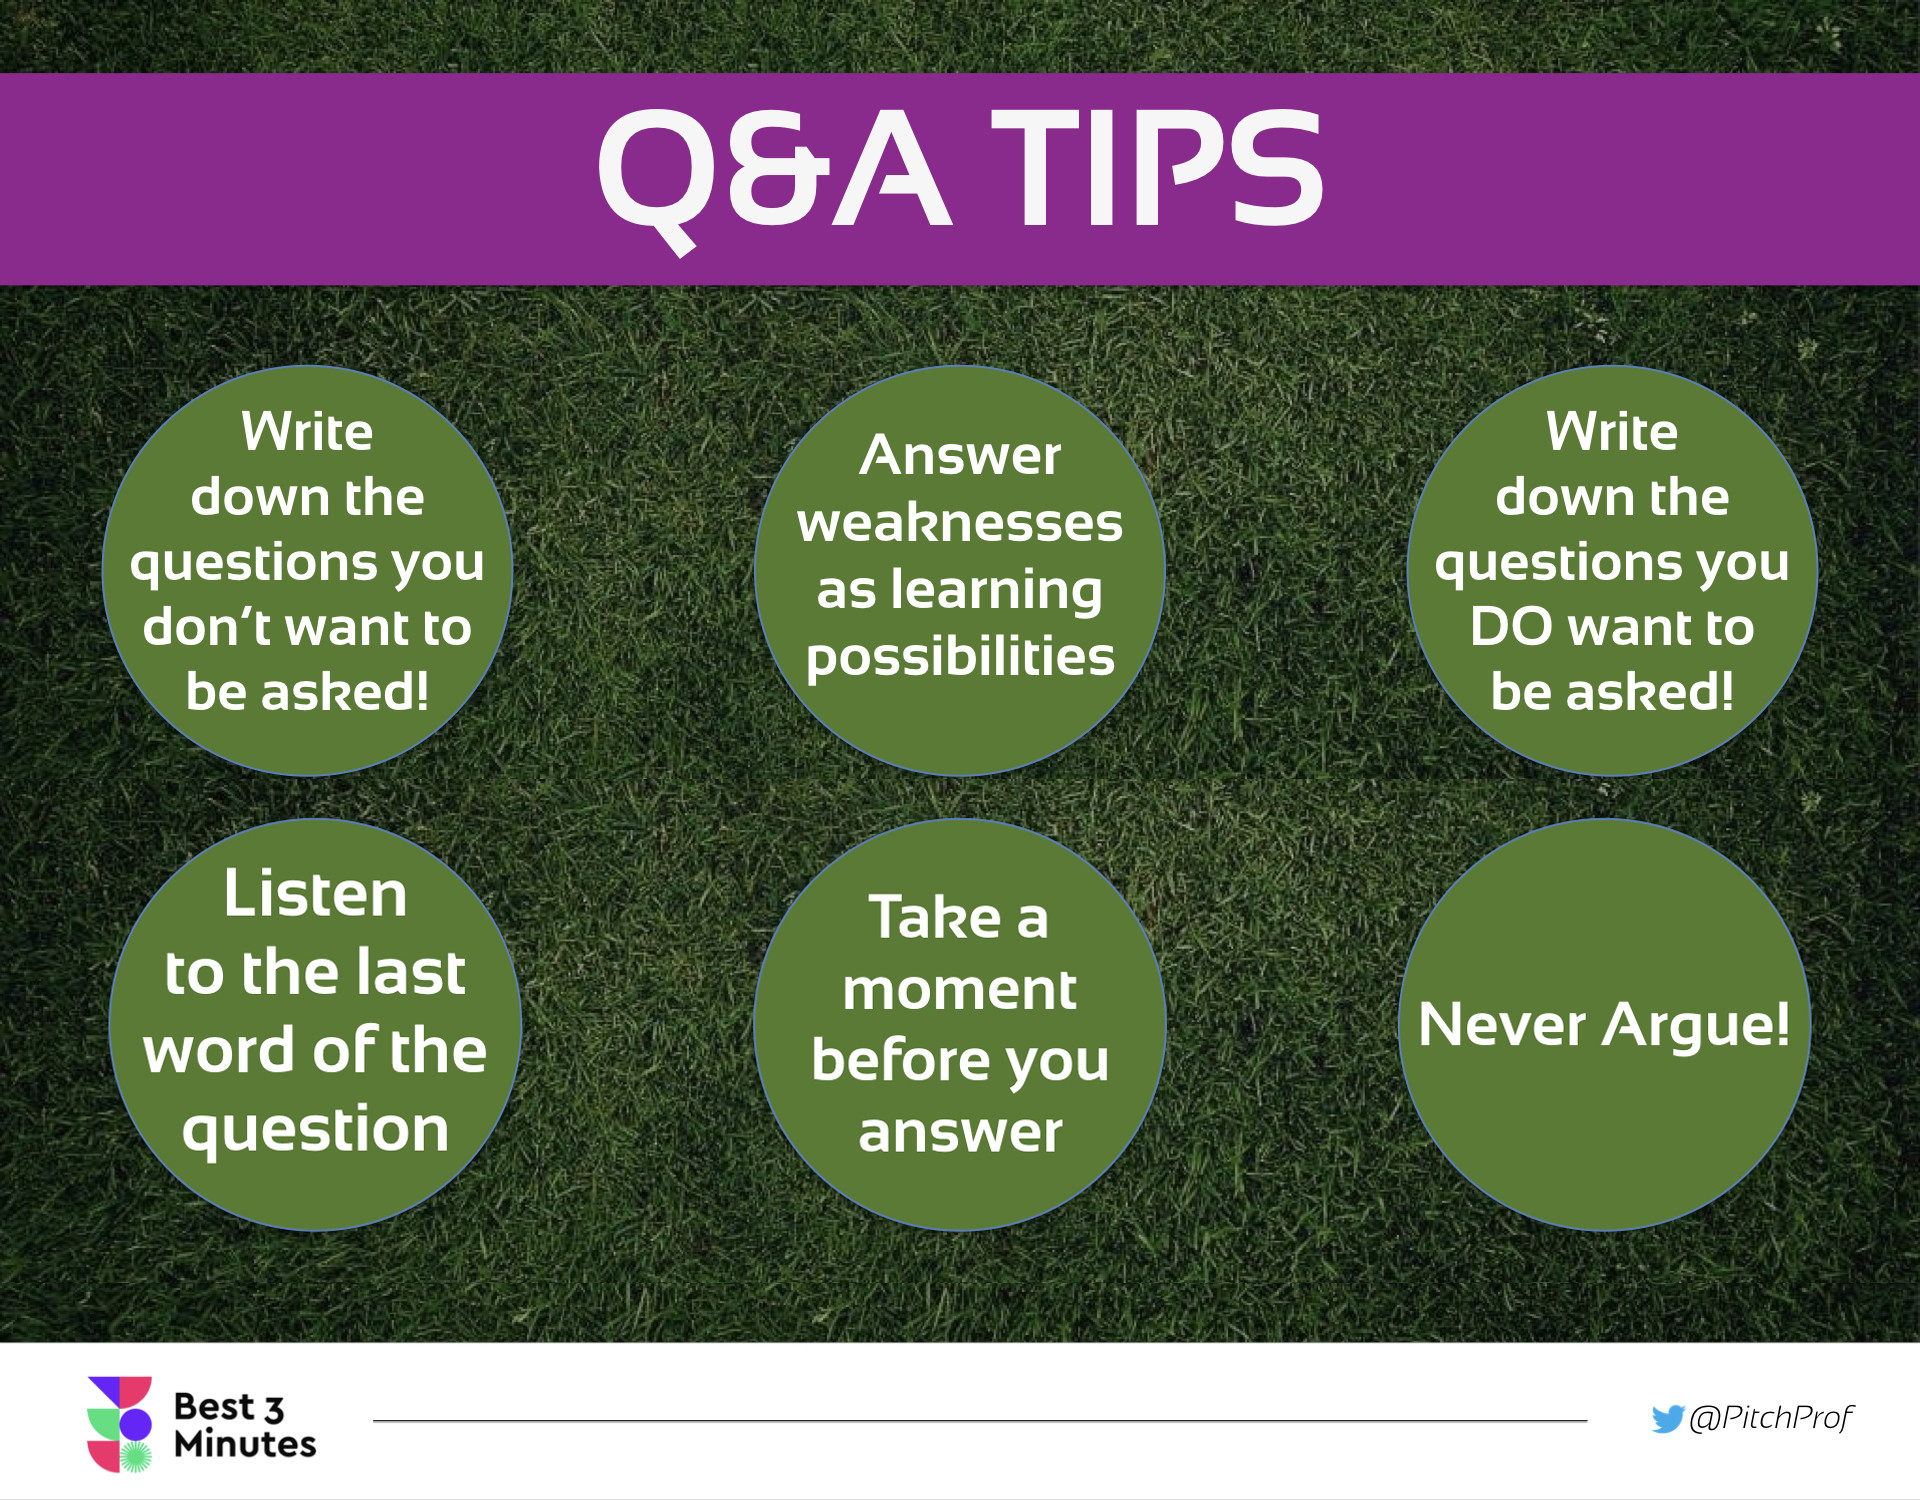 Q&A TIPS
Write
down the
questions you
don't want to
be asked!
Answer
weaknesses
as learning
possibilities
Write
down the
questions you
DO want to
be asked!
Listen
to the last
word of the
question
Take a
moment
before you
answer
Never Argue!
Best 3
Minutes
@PitchProf